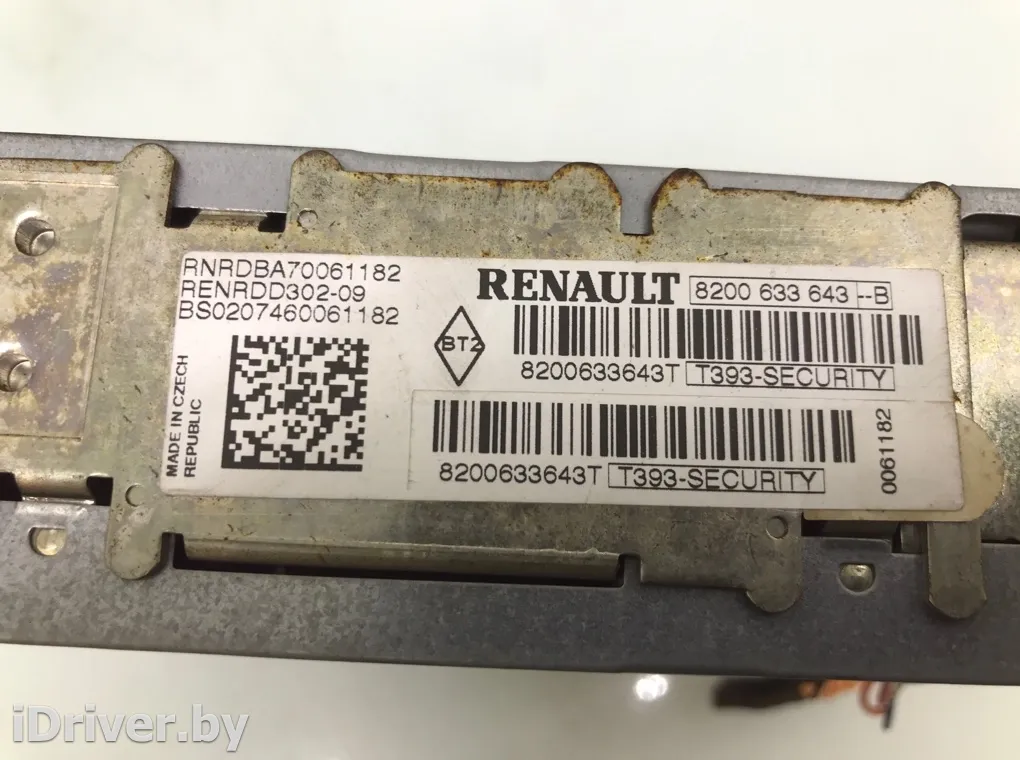 RNRDBA70061182
RENRDD302-09
BS0207460061182
MADE IN CZECH
REPUBLIC
RENAULT 8200 633 643 --B
BT2
8200633643T T393-SECURITY
8200633643T T393-SECURITY
0061182
iDriver.by